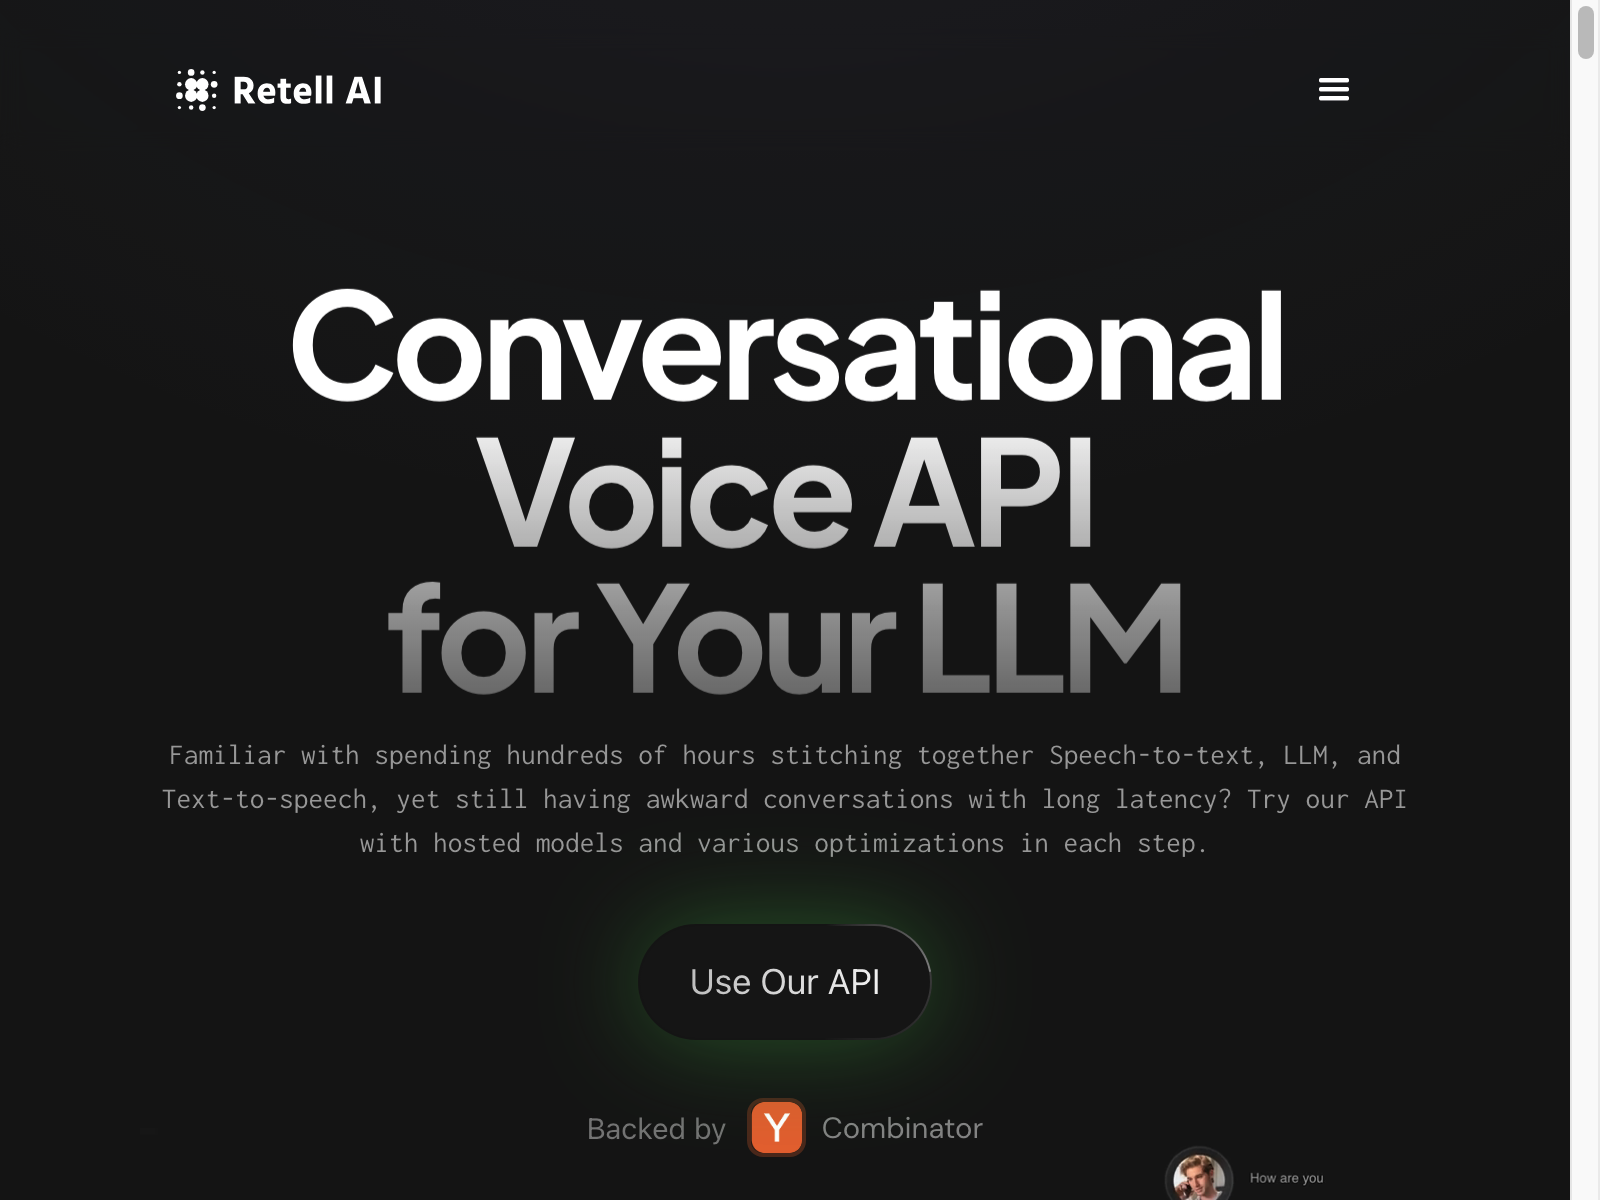 Retell AI
Conversational
Voice API
for Your LLM
Familiar with spending hundreds of hours stitching together Speech-to-text, LLM, and
Text-to-speech, yet still having awkward conversations with long latency? Try our API
with hosted models and various optimizations in each step.
Use Our API
Backed by Y Combinator
How are you